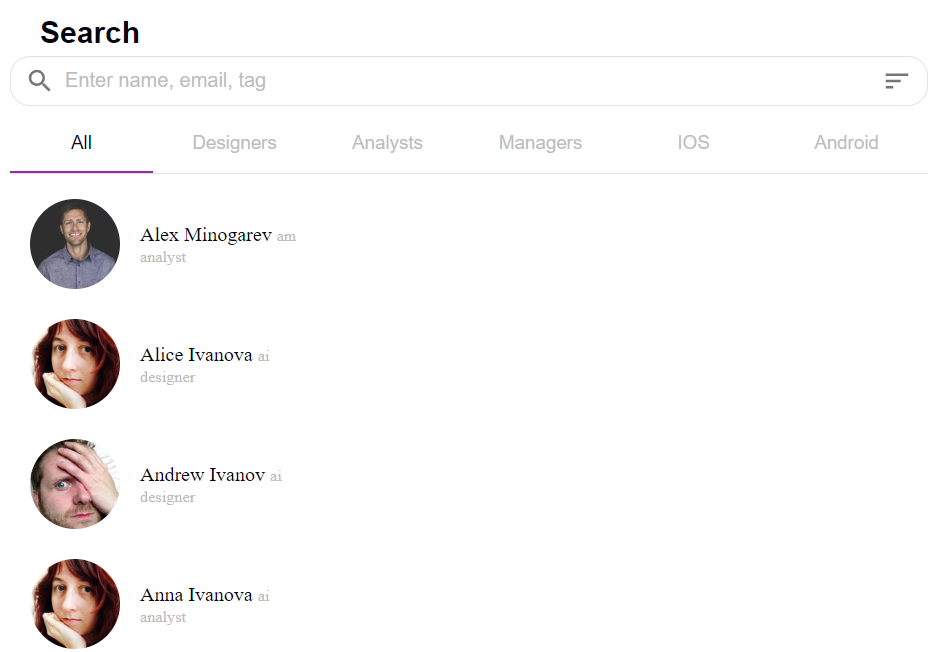 Search
Enter name, email, tag
All Designers Analysts Managers IOS Android
Alex Minogarev am
analyst
Alice Ivanova ai
designer
Andrew Ivanov ai
designer
Anna Ivanova ai
analyst